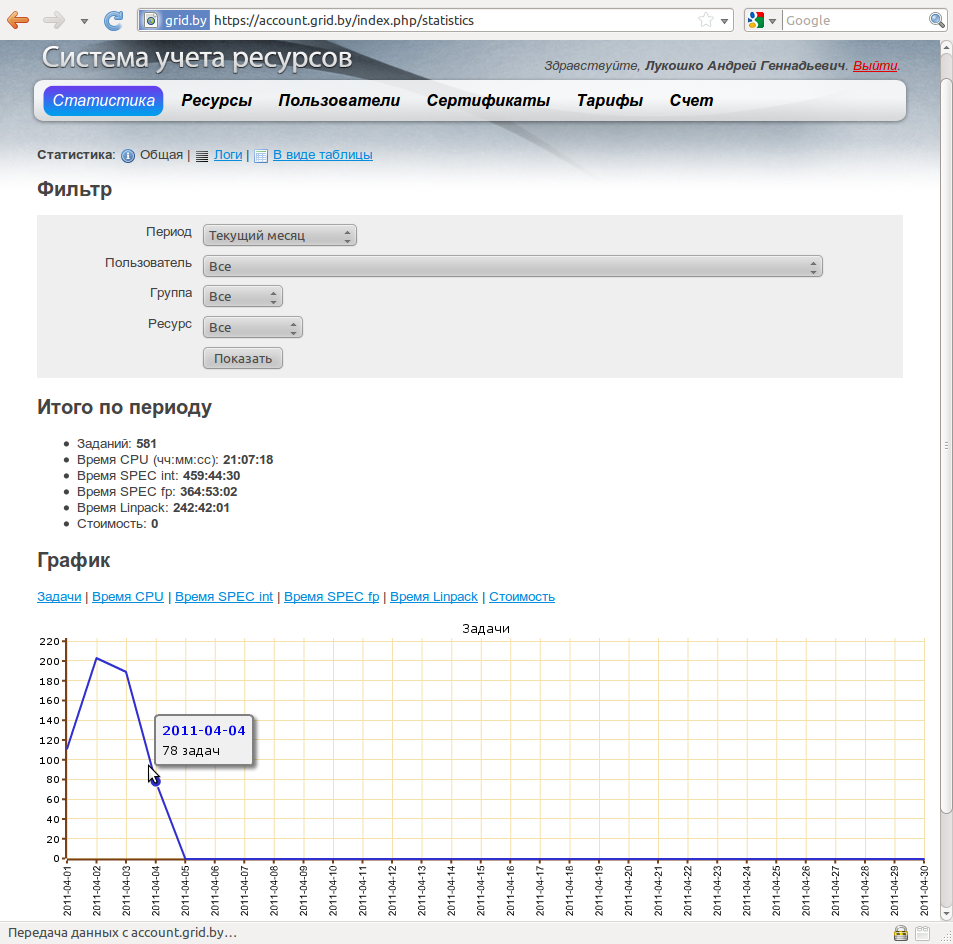 grid.by https://account.grid.by/index.php/statistics Google
Система учета ресурсов
Здравствуйте, Лукошко Андрей Геннадьевич. Выйти.
Статистика Ресурсы Пользователи Сертификаты Тарифы Счет
Статистика: Общая | Логи | В виде таблицы
Фильтр
Период Текущий месяц
Пользователь Все
Группа Все
Ресурс Все
Показать
Итого по периоду
• Заданий: 581
• Время CPU (чч:мм:сс): 21:07:18
• Время SPEC int: 459:44:30
• Время SPEC fp: 364:53:02
• Время Linpack: 242:42:01
• Стоимость: 0
График
Задачи | Время CPU | Время SPEC int | Время SPEC fp | Время Linpack | Стоимость
Задачи
220
200
180
160
140
120
100
80
60
40
20
0
2011-04-04
78 задач
2011-04-01
2011-04-02
2011-04-03
2011-04-04
2011-04-05
2011-04-06
2011-04-07
2011-04-08
2011-04-09
2011-04-10
2011-04-11
2011-04-12
2011-04-13
2011-04-14
2011-04-15
2011-04-16
2011-04-17
2011-04-18
2011-04-19
2011-04-20
2011-04-21
2011-04-22
2011-04-23
2011-04-24
2011-04-25
2011-04-26
2011-04-27
2011-04-28
2011-04-29
2011-04-30
Передача данных с account.grid.by…